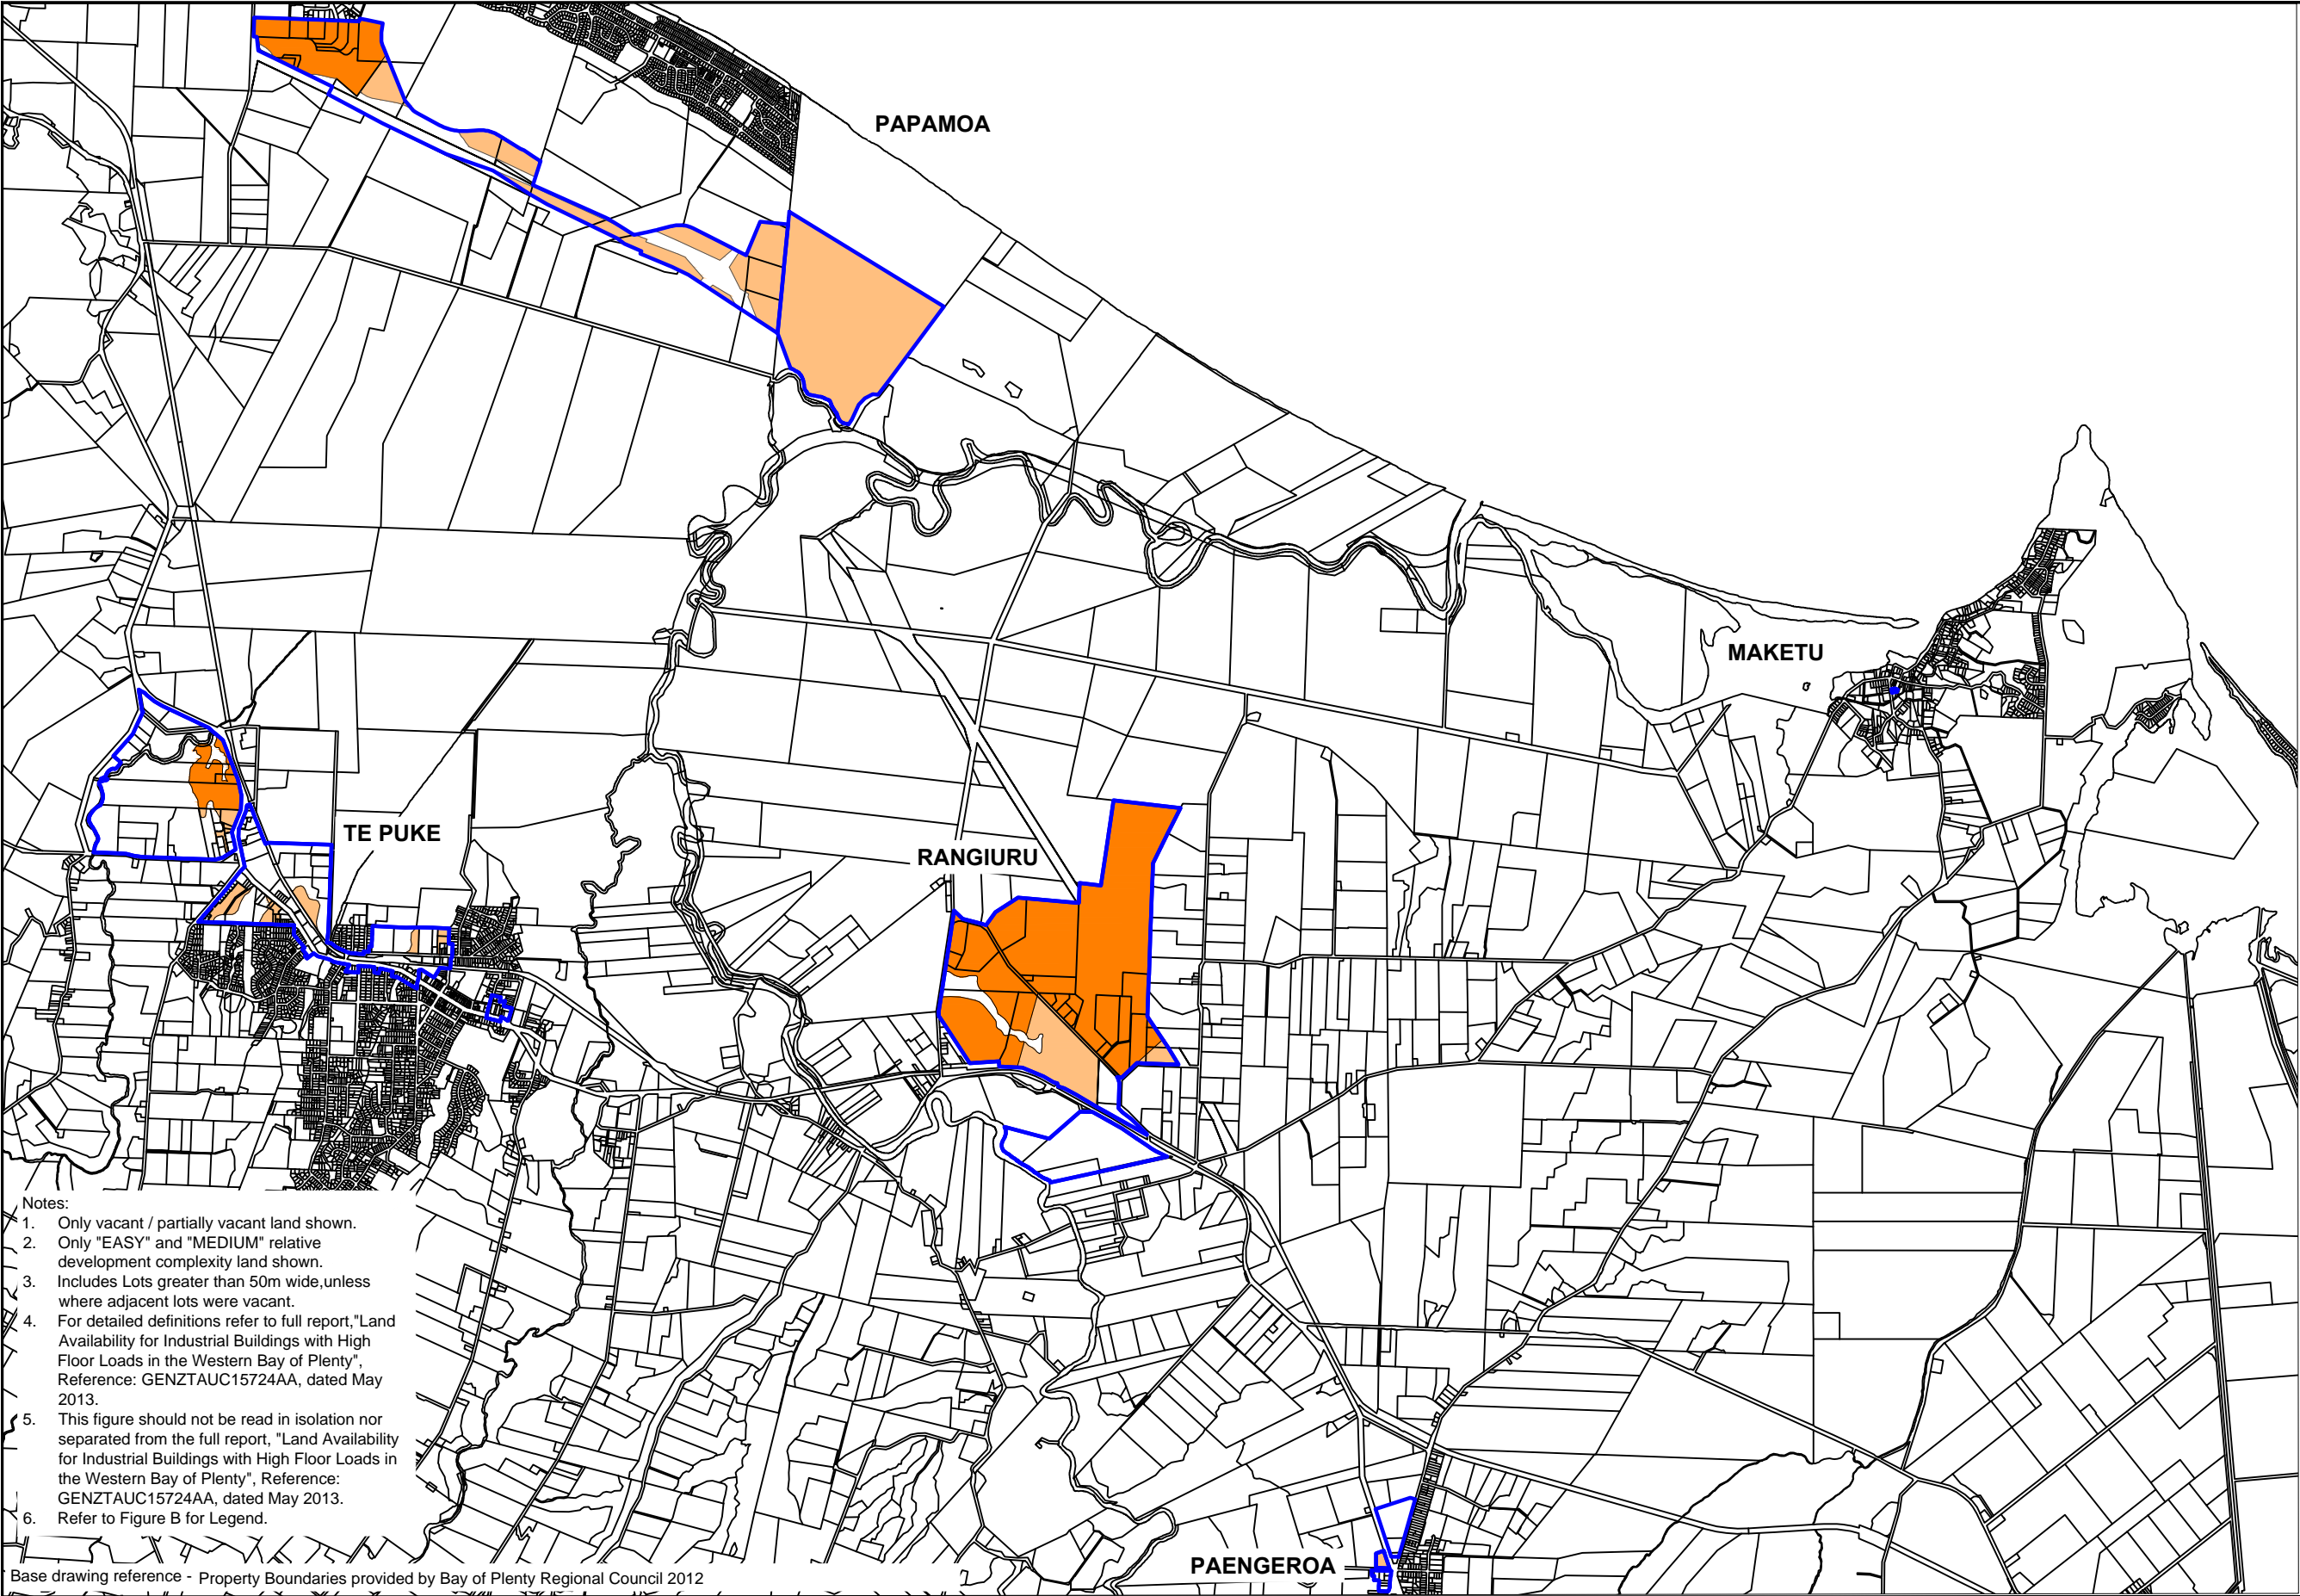 PAPAMOA
MAKETU
TE PUKE
RANGIURU
Notes:
1. Only vacant / partially vacant land shown.
2. Only "EASY" and "MEDIUM" relative
development complexity land shown.
3. Includes Lots greater than 50m wide,unless
where adjacent lots were vacant.
4. For detailed definitions refer to full report,"Land
Availability for Industrial Buildings with High
Floor Loads in the Western Bay of Plenty",
Reference: GENZTAUC15724AA, dated May
2013.
5. This figure should not be read in isolation nor
separated from the full report, "Land Availability
for Industrial Buildings with High Floor Loads in
the Western Bay of Plenty", Reference:
GENZTAUC15724AA, dated May 2013.
6. Refer to Figure B for Legend.
PAENGEROA
Base drawing reference - Property Boundaries provided by Bay of Plenty Regional Council 2012